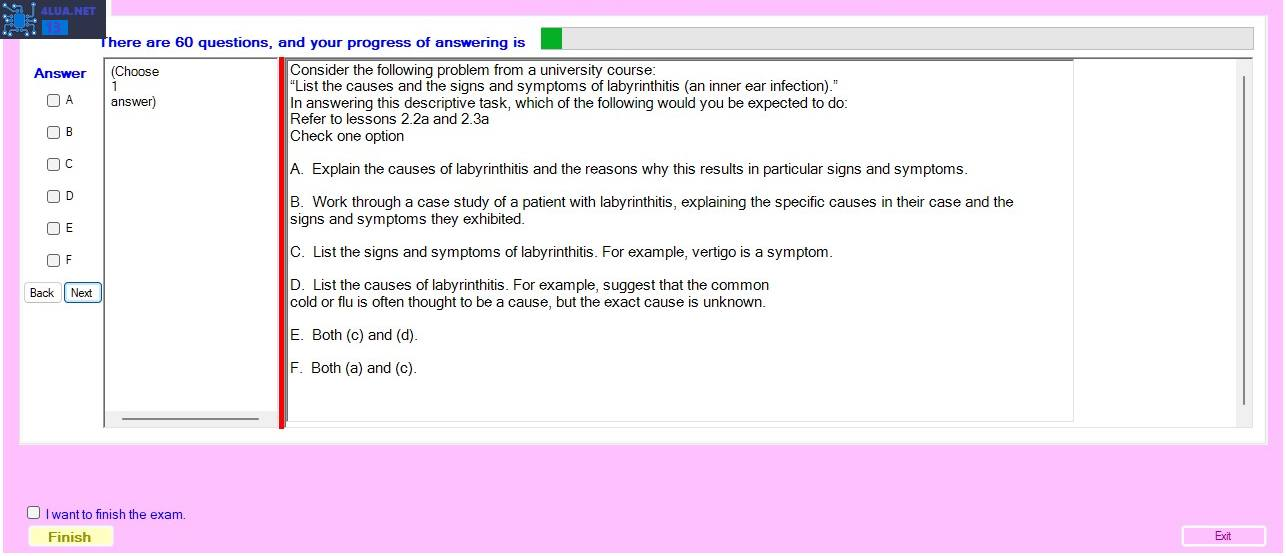 4LUA.NET
13
There are 60 questions, and your progress of answering is
Answer
A
B
C
D
E
F
Back Next
(Choose
1
answer)
Consider the following problem from a university course:
“List the causes and the signs and symptoms of labyrinthitis (an inner ear infection).”
In answering this descriptive task, which of the following would you be expected to do:
Refer to lessons 2.2a and 2.3a
Check one option
A. Explain the causes of labyrinthitis and the reasons why this results in particular signs and symptoms.
B. Work through a case study of a patient with labyrinthitis, explaining the specific causes in their case and the
signs and symptoms they exhibited.
C. List the signs and symptoms of labyrinthitis. For example, vertigo is a symptom.
D. List the causes of labyrinthitis. For example, suggest that the common
cold or flu is often thought to be a cause, but the exact cause is unknown.
E. Both (c) and (d).
F. Both (a) and (c).
I want to finish the exam.
Finish
Exit